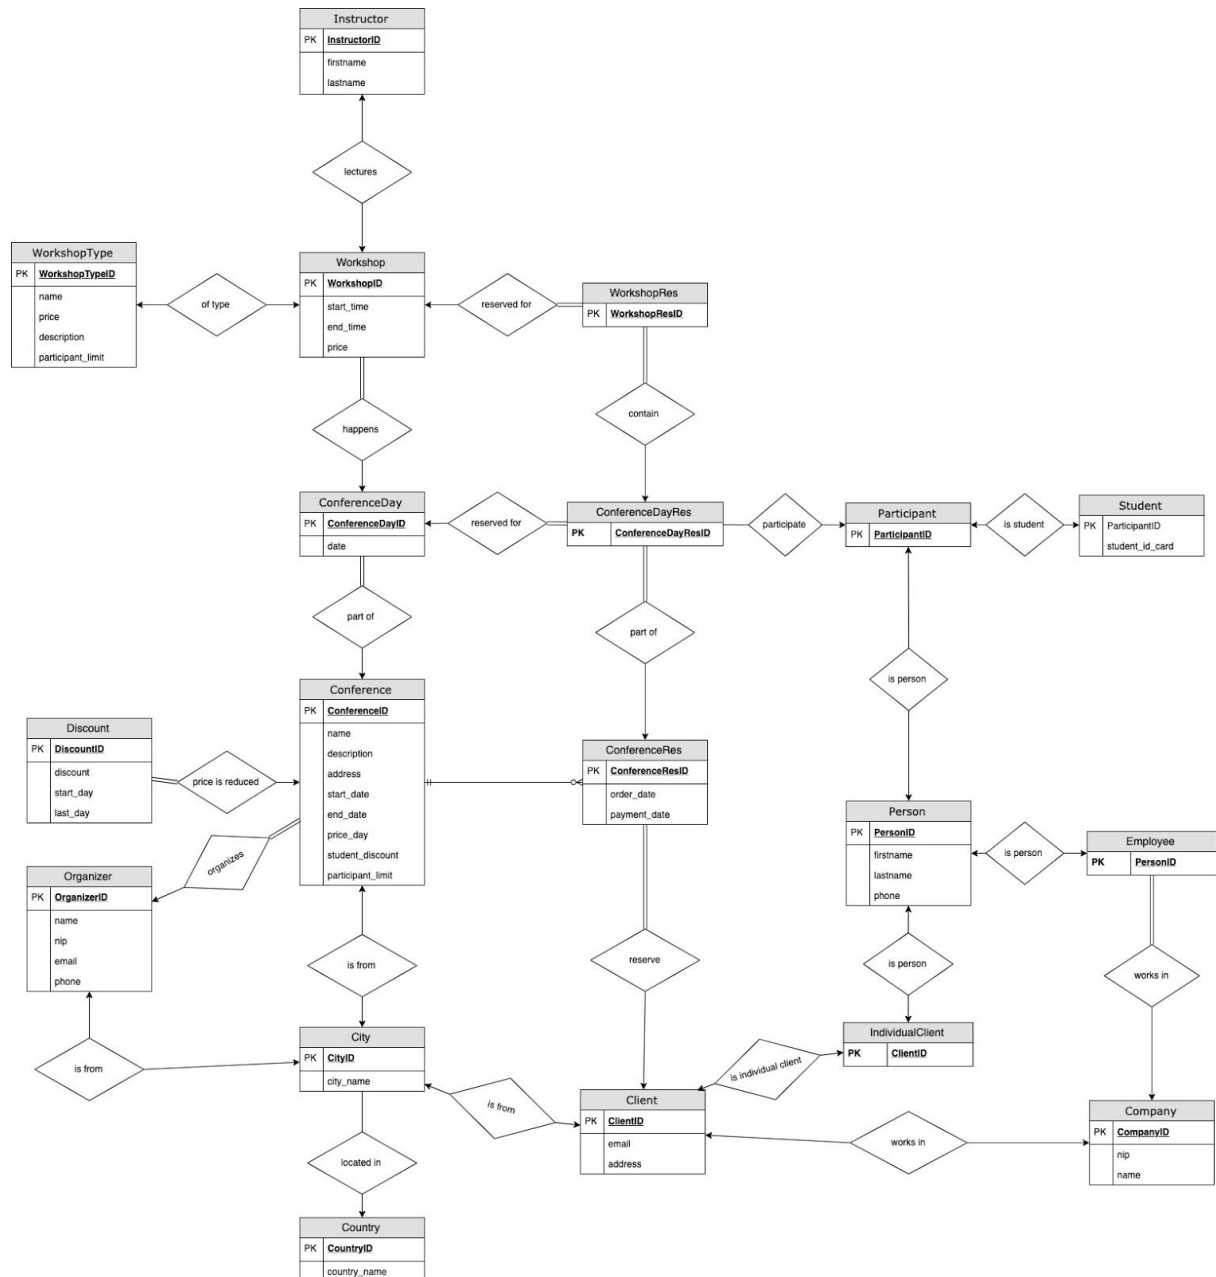 Instructor
PK InstructorID
firstname
lastname
lectures
WorkshopType
PK WorkshopTypeID
name
price
description
participant_limit
of type
Workshop
PK WorkshopID
start_time
end_time
price
reserved for
WorkshopRes
PK WorkshopResID
happens
contain
ConferenceDay
PK ConferenceDayID
date
reserved for
ConferenceDayRes
PK ConferenceDayResID
participate
Participant
PK ParticipantID
is student
Student
PK ParticipantID
student_id_card
part of
part of
is person
Conference
PK ConferenceID
name
description
address
start_date
end_date
price_day
student_discount
participant_limit
Discount
PK DiscountID
discount
start_day
last_day
price is reduced
ConferenceRes
PK ConferenceResID
order_date
payment_date
Person
PK PersonID
firstname
lastname
phone
is person
Employee
PK PersonID
organizes
Organizer
PK OrganizerID
name
nip
email
phone
is from
reserve
is person
works in
IndividualClient
PK ClientID
is individual client
is from
City
PK CityID
city_name
is from
Client
PK ClientID
email
address
works in
Company
PK CompanyID
nip
name
located in
Country
PK CountryID
country_name